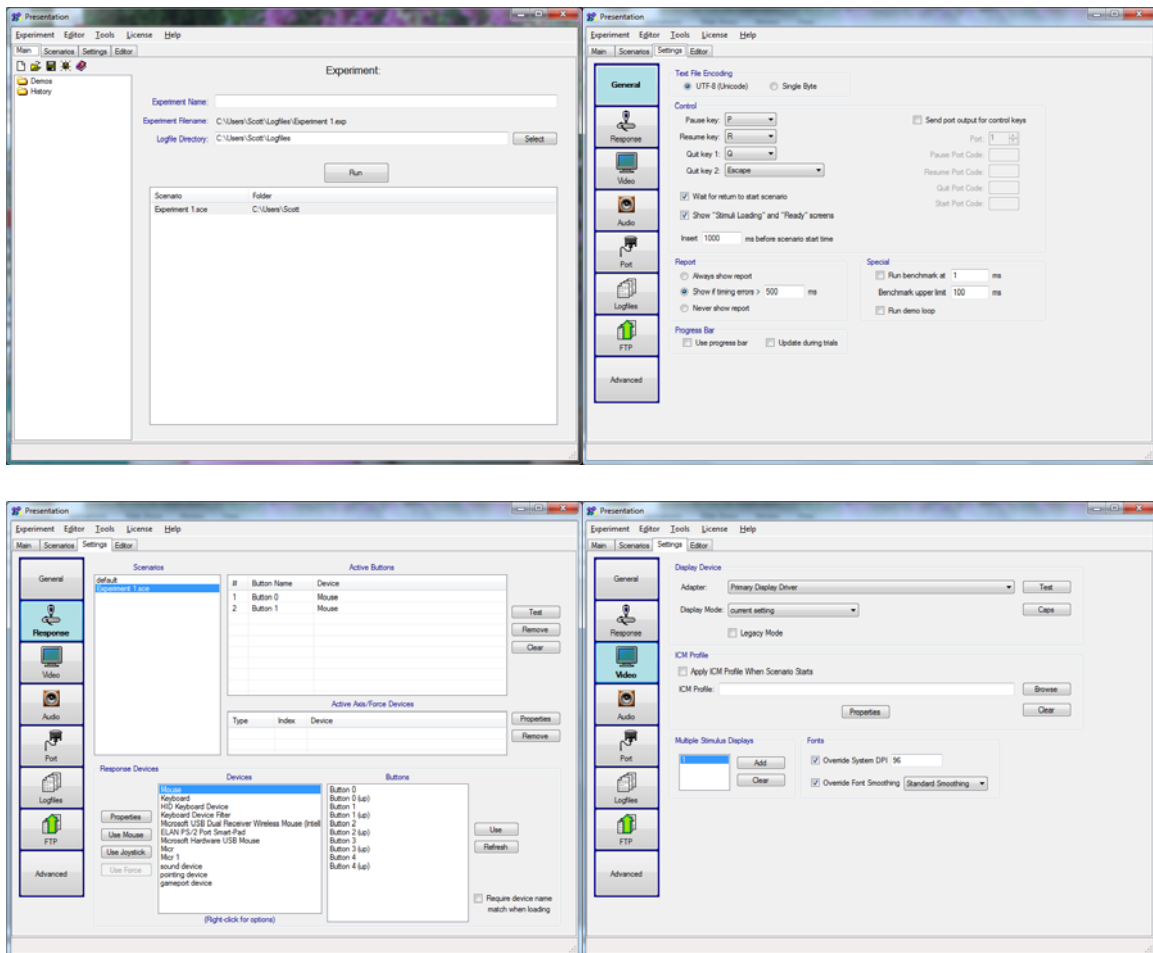 Presentation
Experiment Editor Tools License Help
Main Scenarios Settings Editor
Demos
History
Experiment:
Experiment Name:
Experiment Filename: C:\Users\Scott\Logfiles\Experiment 1.exp
Logfile Directory: C:\Users\Scott\Logfiles Select
Run
Scenario Folder
Experiment 1.sce C:\Users\Scott
Presentation
Experiment Editor Tools License Help
Main Scenarios Settings Editor
General
Response
Video
Audio
Port
Logfiles
FTP
Advanced
Text File Encoding
UTF-8 (Unicode) Single Byte
Control
Pause key: P
Resume key: R
Quit key 1: Q
Quit key 2: Escape
Wait for return to start scenario
Show "Stimuli Loading" and "Ready" screens
Insert 1000 ms before scenario start time
Send port output for control keys
Port: 1
Pause Port Code:
Resume Port Code:
Quit Port Code:
Start Port Code:
Report
Always show report
Show if timing errors > 500 ms
Never show report
Special
Run benchmark at 1 ms
Benchmark upper limit 100 ms
Run demo loop
Progress Bar
Use progress bar Update during trials
Presentation
Experiment Editor Tools License Help
Main Scenarios Settings Editor
General
Response
Video
Audio
Port
Logfiles
FTP
Advanced
Scenarios
default
Experiment 1.sce
Active Buttons
# Button Name Device
1 Button 0 Mouse
2 Button 1 Mouse
Test
Remove
Clear
Active Axis/Force Devices
Type Index Device
Properties
Remove
Response Devices
Devices
Properties
Use Mouse
Use Joystick
Use Force
Mouse
Keyboard
HID Keyboard Device
Keyboard Device Filter
Microsoft USB Dual Receiver Wireless Mouse (Intell
ELAN PS/2 Port Smart-Pad
Microsoft Hardware USB Mouse
Micr
Micr 1
sound device
pointing device
gameport device
(Right-click for options)
Buttons
Button 0
Button 0 (up)
Button 1
Button 1 (up)
Button 2
Button 2 (up)
Button 3
Button 3 (up)
Button 4
Button 4 (up)
Use
Refresh
Require device name
match when loading
Presentation
Experiment Editor Tools License Help
Main Scenarios Settings Editor
General
Response
Video
Audio
Port
Logfiles
FTP
Advanced
Display Device
Adapter: Primary Display Driver Test
Display Mode: current setting Caps
Legacy Mode
ICM Profile
Apply ICM Profile When Scenario Starts
ICM Profile: Browse
Properties Clear
Multiple Stimulus Displays
1
Add
Clear
Fonts
Override System DPI 96
Override Font Smoothing Standard Smoothing